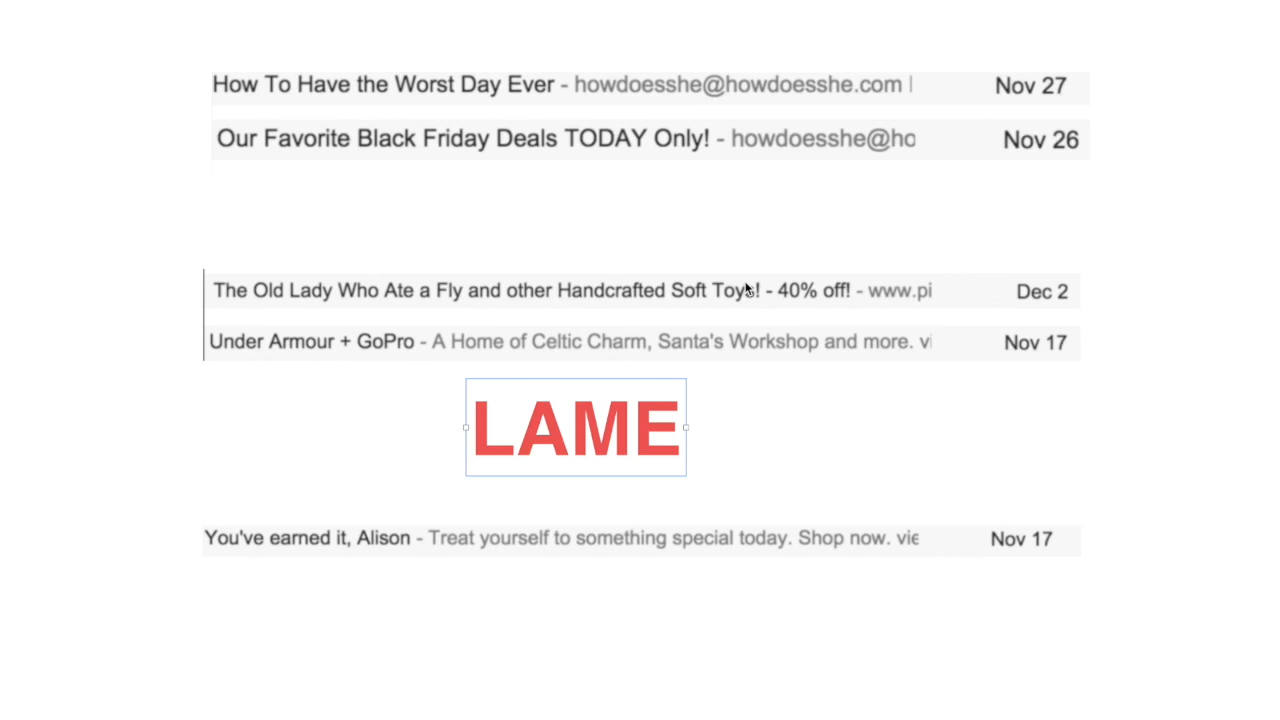 How To Have the Worst Day Ever - howdoesshe@howdoesshe.com Nov 27
Our Favorite Black Friday Deals TODAY Only! - howdoesshe@ho Nov 26
The Old Lady Who Ate a Fly and other Handcrafted Soft Toys! - 40% off! - www.pi Dec 2
Under Armour + GoPro - A Home of Celtic Charm, Santa's Workshop and more. vi Nov 17
LAME
You've earned it, Alison - Treat yourself to something special today. Shop now. vie Nov 17